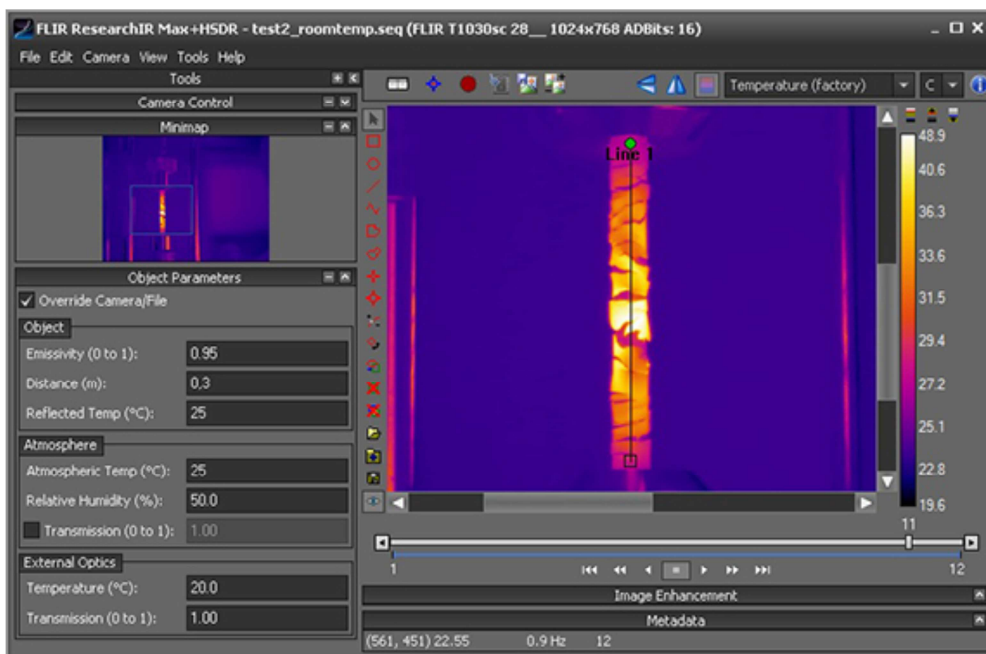 FLIR ResearchIR Max+HSDR - test2_roomtemp.seq (FLIR T1030sc 28__ 1024x768 ADBits: 16)
File Edit Camera View Tools Help
Tools
Camera Control
Minimap
Object Parameters
Override Camera/File
Object
Emissivity (0 to 1): 0.95
Distance (m): 0,3
Reflected Temp (°C): 25
Atmosphere
Atmospheric Temp (°C): 25
Relative Humidity (%): 50.0
Transmission (0 to 1): 1.00
External Optics
Temperature (°C): 20.0
Transmission (0 to 1): 1.00
Temperature (factory) C
Line 1
48.9
40.6
36.3
33.6
31.5
29.4
27.2
25.1
22.8
19.6
11
1 12
Image Enhancement
Metadata
(561, 451) 22.55 0.9 Hz 12